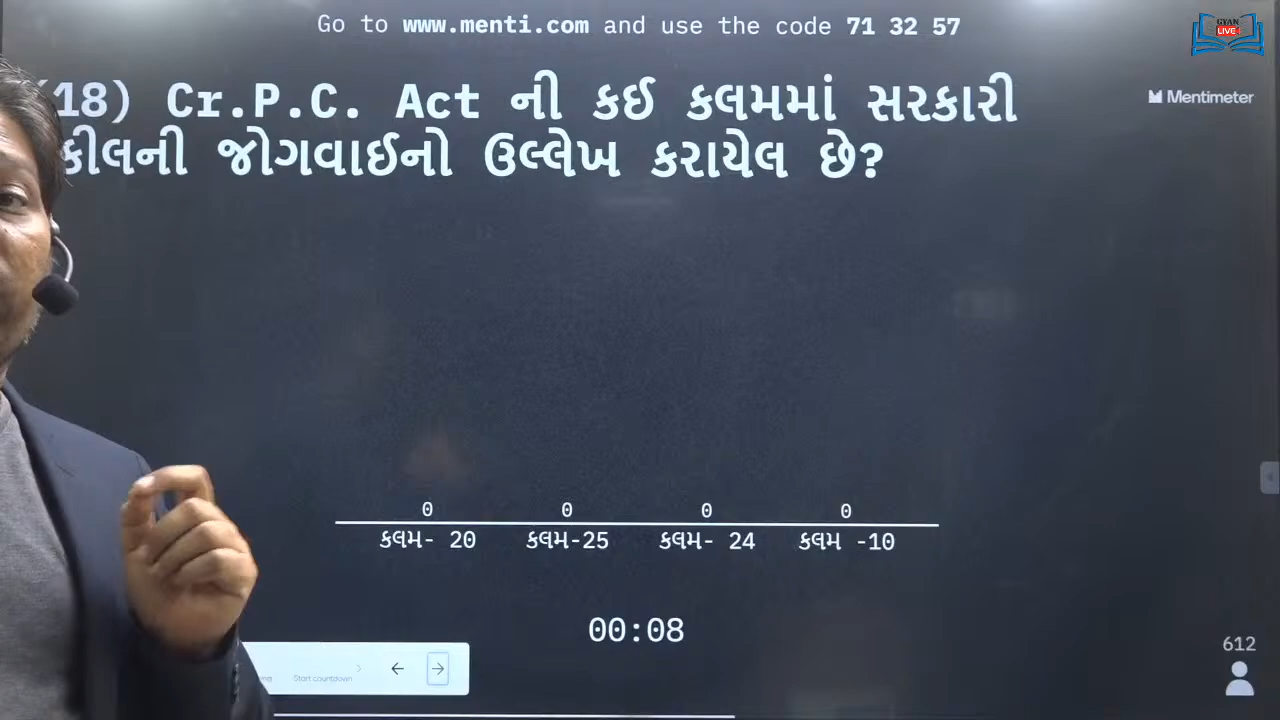 Go to www.menti.com and use the code 71 32 57
GYAN
LIVE
Mentimeter
(18) Cr.P.C. Act ની કઈ કલમમાં સરકારી
જોગવાઈનો ઉલ્લેખ કરાયેલ છે?
0 0 0 0
કલમ- 20 કલમ-25 કલમ- 24 કલમ -10
00:08
Start countdown
612